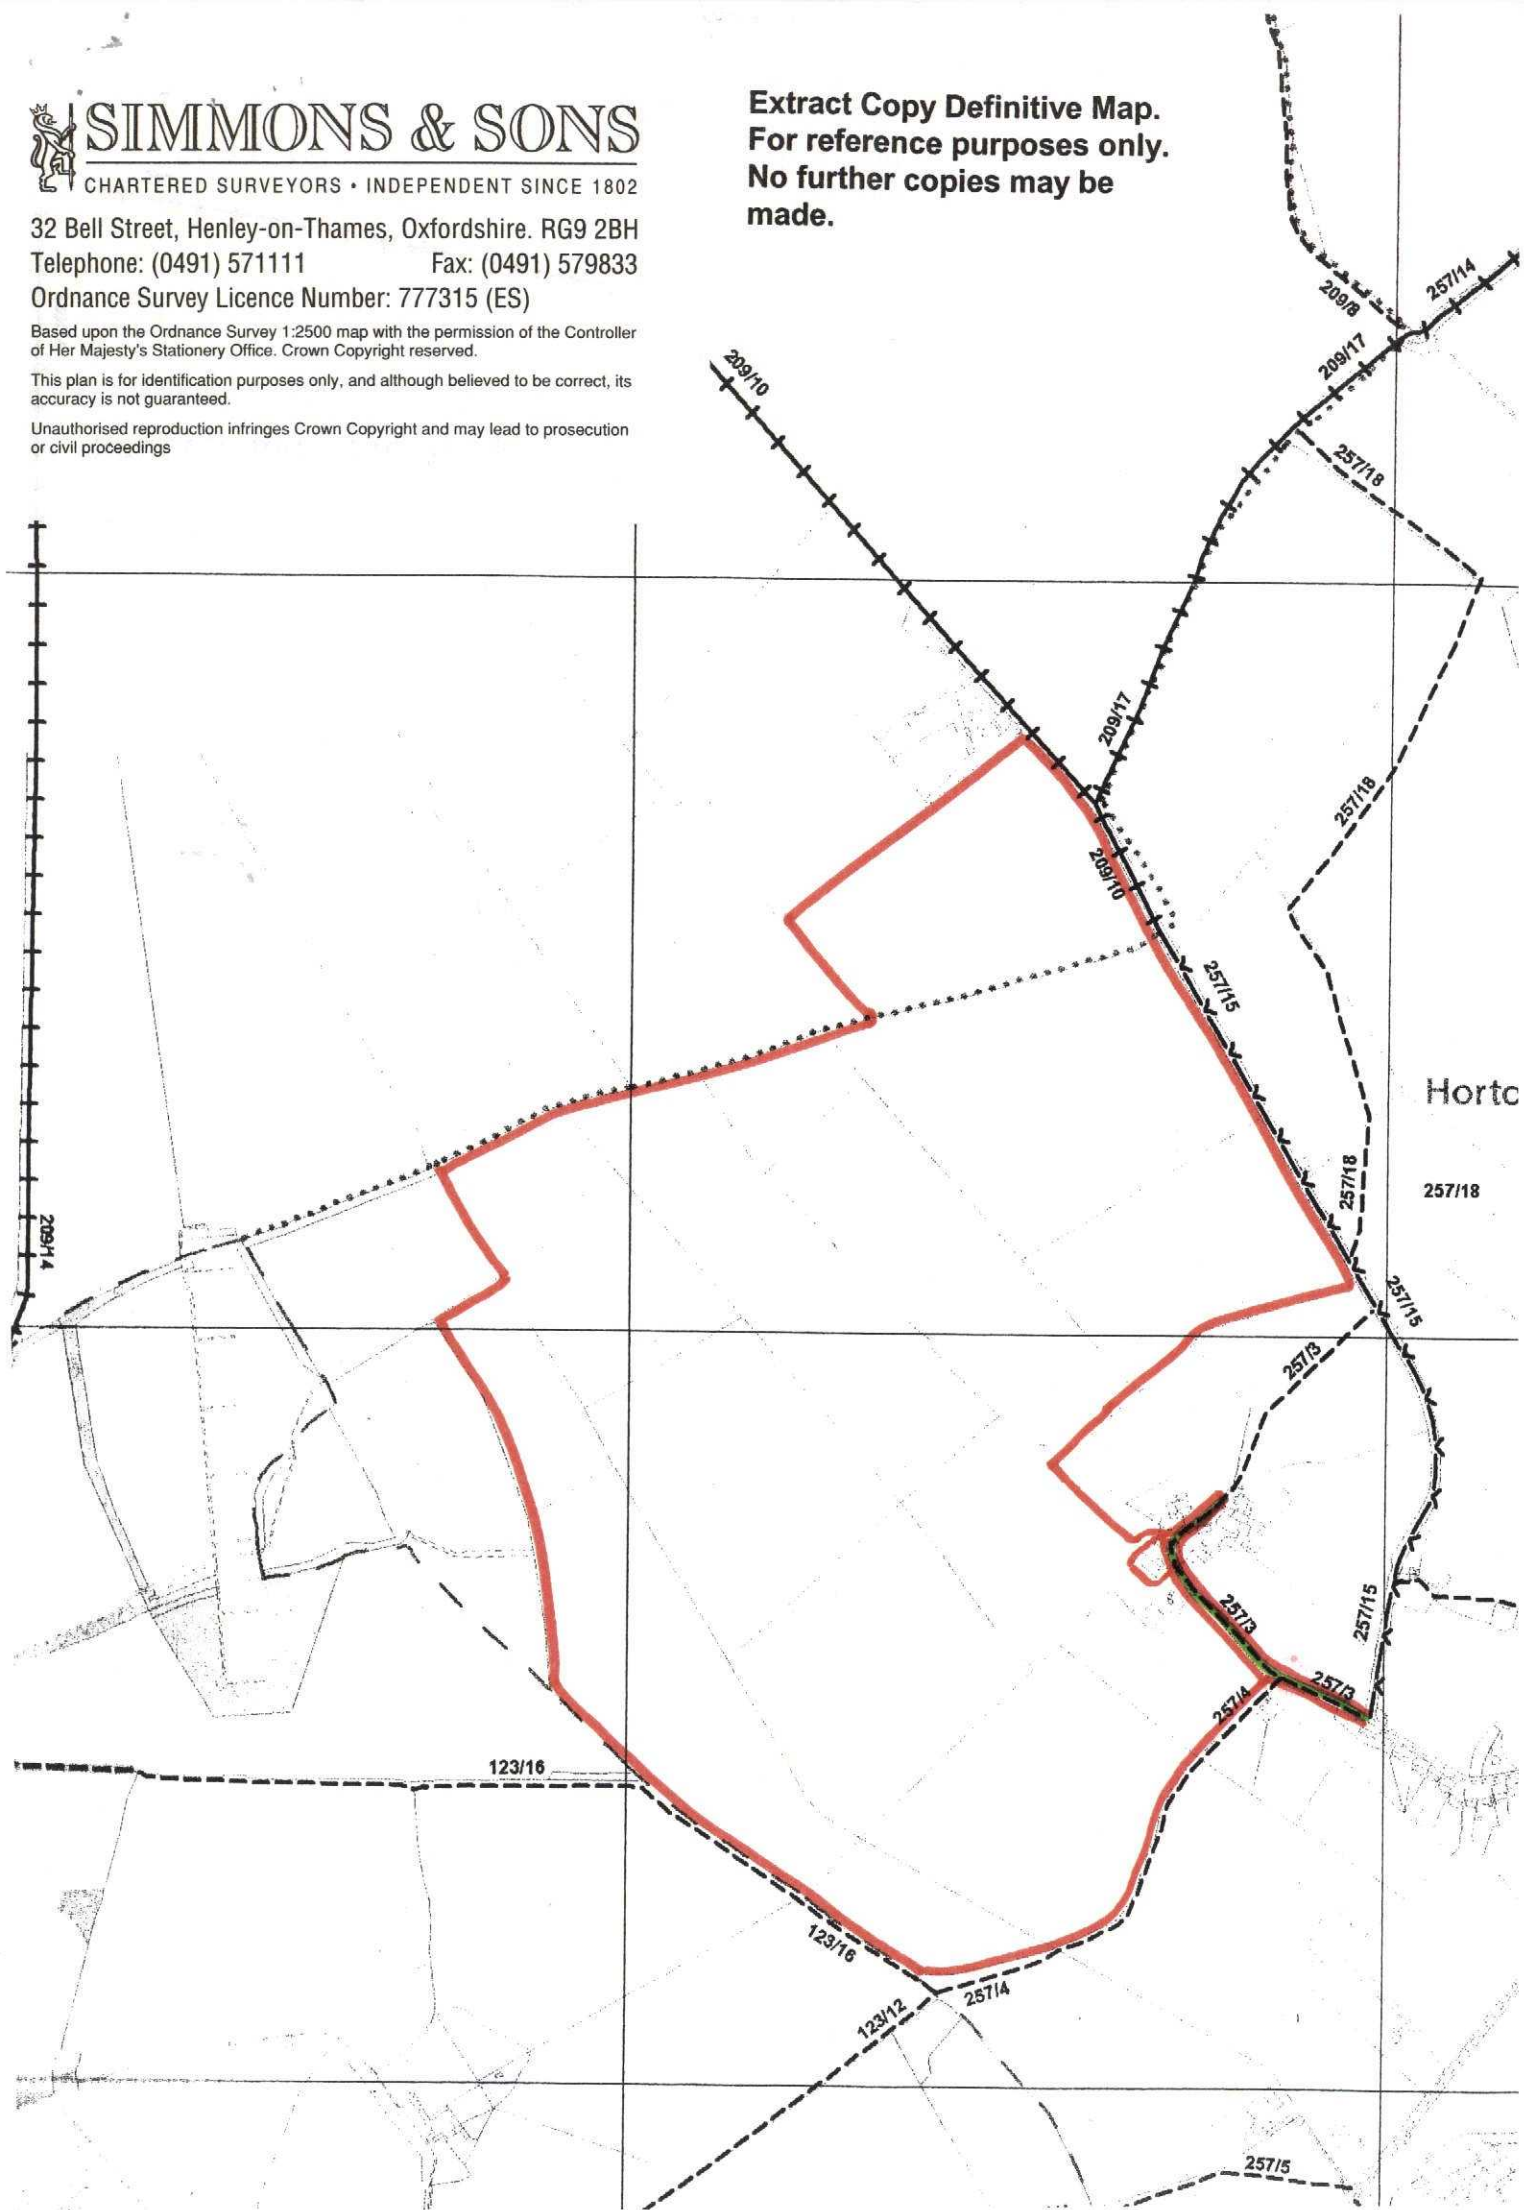 SIMMONS & SONS
CHARTERED SURVEYORS • INDEPENDENT SINCE 1802
32 Bell Street, Henley-on-Thames, Oxfordshire. RG9 2BH
Telephone: (0491) 571111 Fax: (0491) 579833
Ordnance Survey Licence Number: 777315 (ES)
Based upon the Ordnance Survey 1:2500 map with the permission of the Controller
of Her Majesty's Stationery Office. Crown Copyright reserved.
This plan is for identification purposes only, and although believed to be correct, its
accuracy is not guaranteed.
Unauthorised reproduction infringes Crown Copyright and may lead to prosecution
or civil proceedings
Extract Copy Definitive Map.
For reference purposes only.
No further copies may be
made.
257/14
209/8
209/17
209/10
257/18
209/17
257/18
209/10
257/15
Hortc
257/18
257/18
209/14
257/15
257/3
257/3
257/15
257/3
257/4
123/16
123/16
257/4
123/12
257/5